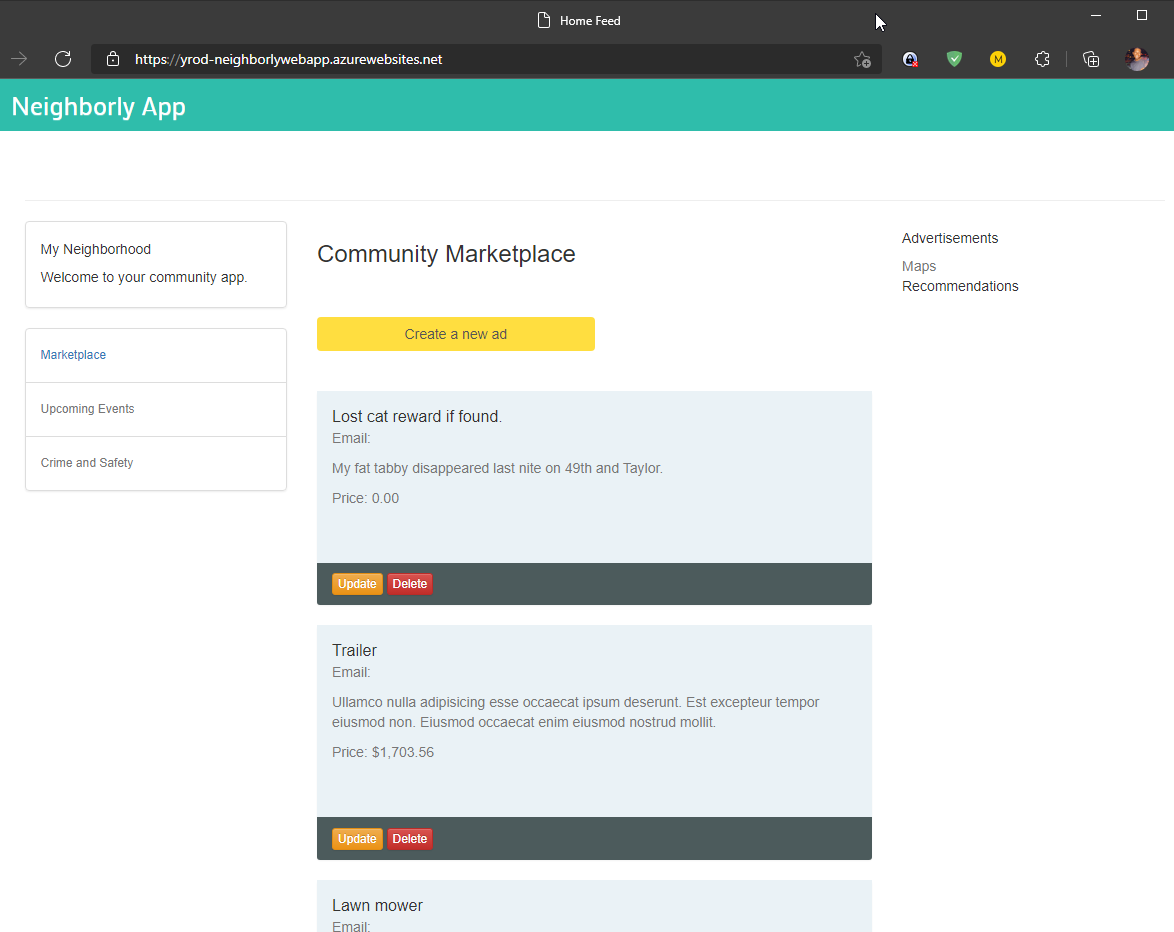 Home Feed
https://yrod-neighborlywebapp.azurewebsites.net
M
Neighborly App
My Neighborhood
Welcome to your community app.
Marketplace
Upcoming Events
Crime and Safety
Community Marketplace
Create a new ad
Lost cat reward if found.
Email:
My fat tabby disappeared last nite on 49th and Taylor.
Price: 0.00
Update Delete
Trailer
Email:
Ullamco nulla adipisicing esse occaecat ipsum deserunt. Est excepteur tempor
eiusmod non. Eiusmod occaecat enim eiusmod nostrud mollit.
Price: $1,703.56
Update Delete
Lawn mower
Email:
Advertisements
Maps
Recommendations